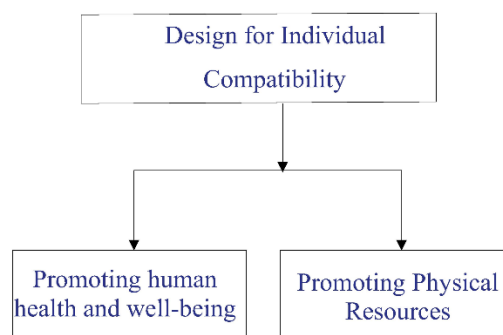 Design for Individual
Compatibility
Promoting human
health and well-being
Promoting Physical
Resources